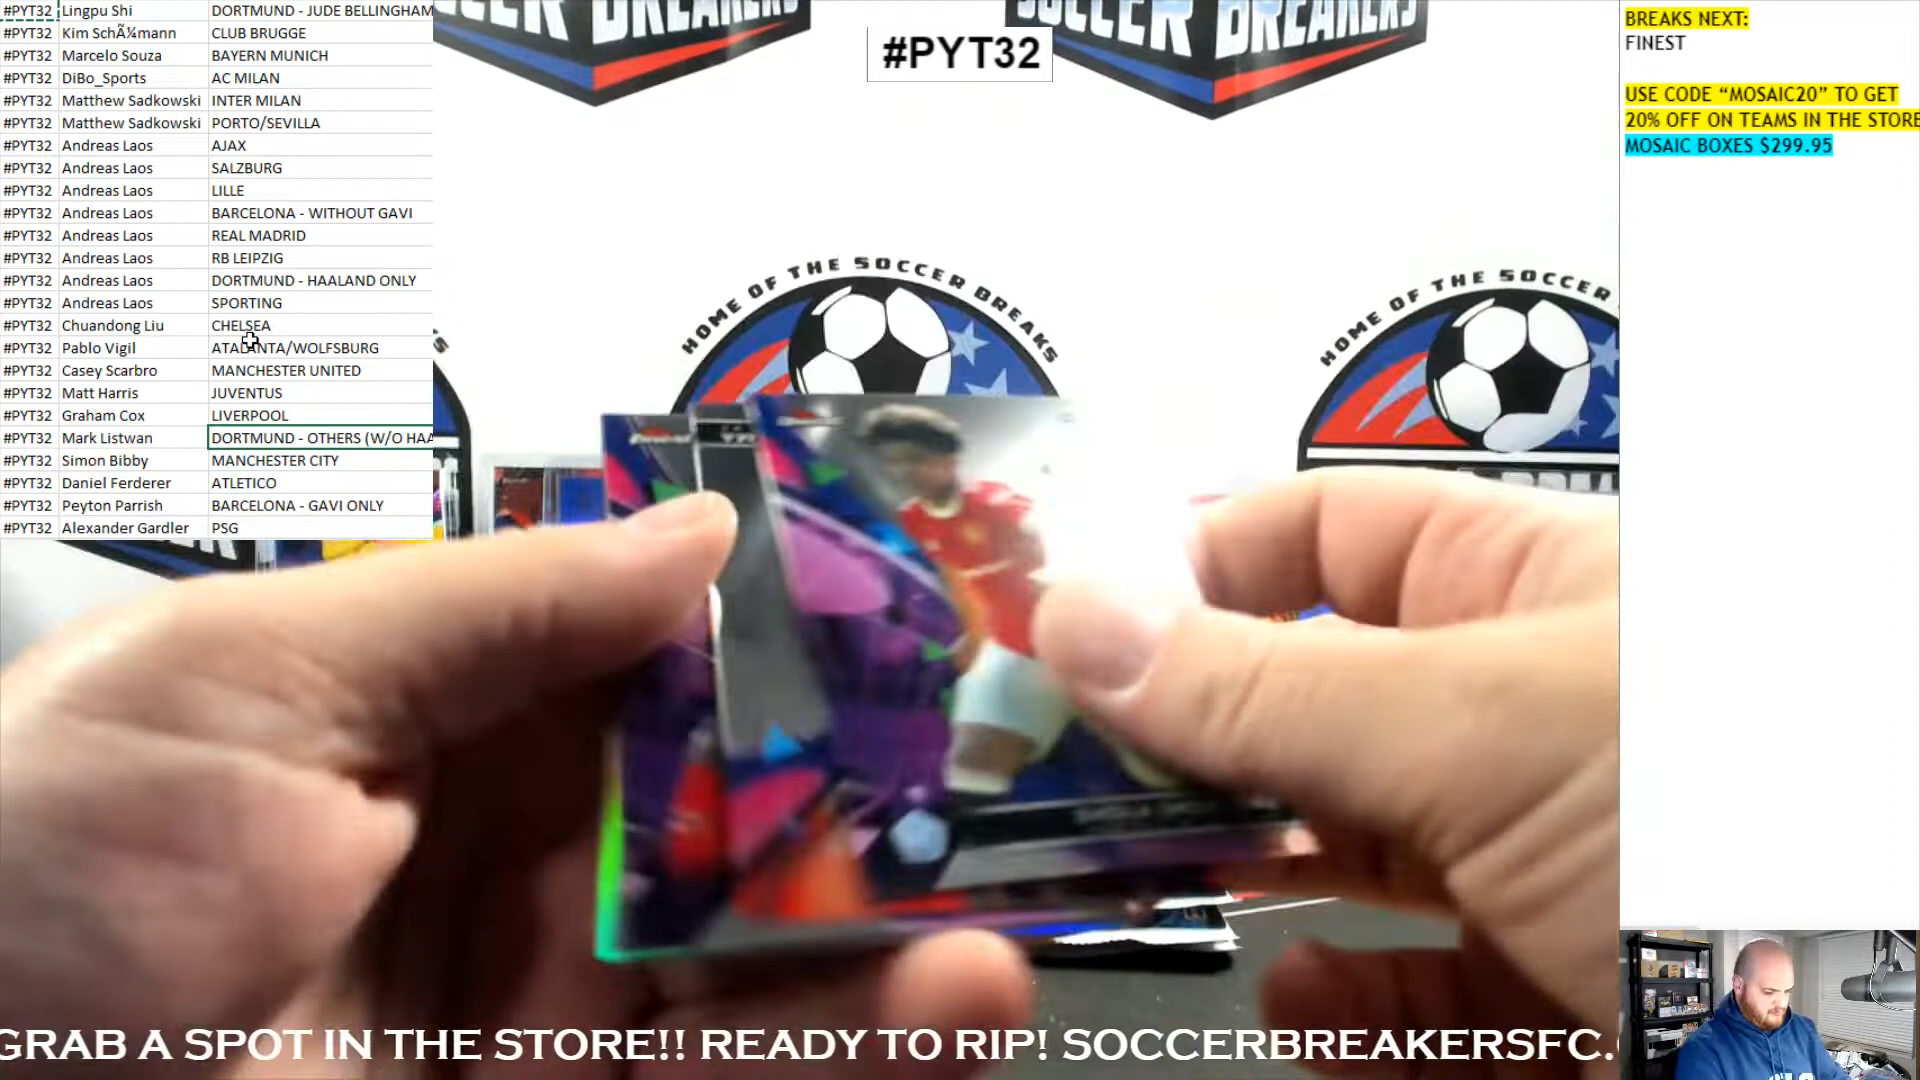 #PYT32 Lingpu Shi DORTMUND - JUDE BELLINGHAM
#PYT32 Kim SchÃ¼mann CLUB BRUGGE
#PYT32 Marcelo Souza BAYERN MUNICH
#PYT32 DiBo_Sports AC MILAN
#PYT32 Matthew Sadkowski INTER MILAN
#PYT32 Matthew Sadkowski PORTO/SEVILLA
#PYT32 Andreas Laos AJAX
#PYT32 Andreas Laos SALZBURG
#PYT32 Andreas Laos LILLE
#PYT32 Andreas Laos BARCELONA - WITHOUT GAVI
#PYT32 Andreas Laos REAL MADRID
#PYT32 Andreas Laos RB LEIPZIG
#PYT32 Andreas Laos DORTMUND - HAALAND ONLY
#PYT32 Andreas Laos SPORTING
#PYT32 Chuandong Liu CHELSEA
#PYT32 Pablo Vigil ATALANTA/WOLFSBURG
#PYT32 Casey Scarbro MANCHESTER UNITED
#PYT32 Matt Harris JUVENTUS
#PYT32 Graham Cox LIVERPOOL
#PYT32 Mark Listwan DORTMUND - OTHERS (W/O HAA
#PYT32 Simon Bibby MANCHESTER CITY
#PYT32 Daniel Ferderer ATLETICO
#PYT32 Peyton Parrish BARCELONA - GAVI ONLY
#PYT32 Alexander Gardler PSG
SOCCER BREAKERS
SOCCER BREAKERS
#PYT32
HOME OF THE SOCCER BREAKS
HOME OF THE SOCCER BREAKS
BREAKS NEXT:
FINEST
USE CODE “MOSAIC20” TO GET
20% OFF ON TEAMS IN THE STORE
MOSAIC BOXES $299.95
GRAB A SPOT IN THE STORE!! READY TO RIP! SOCCERBREAKERSFC.